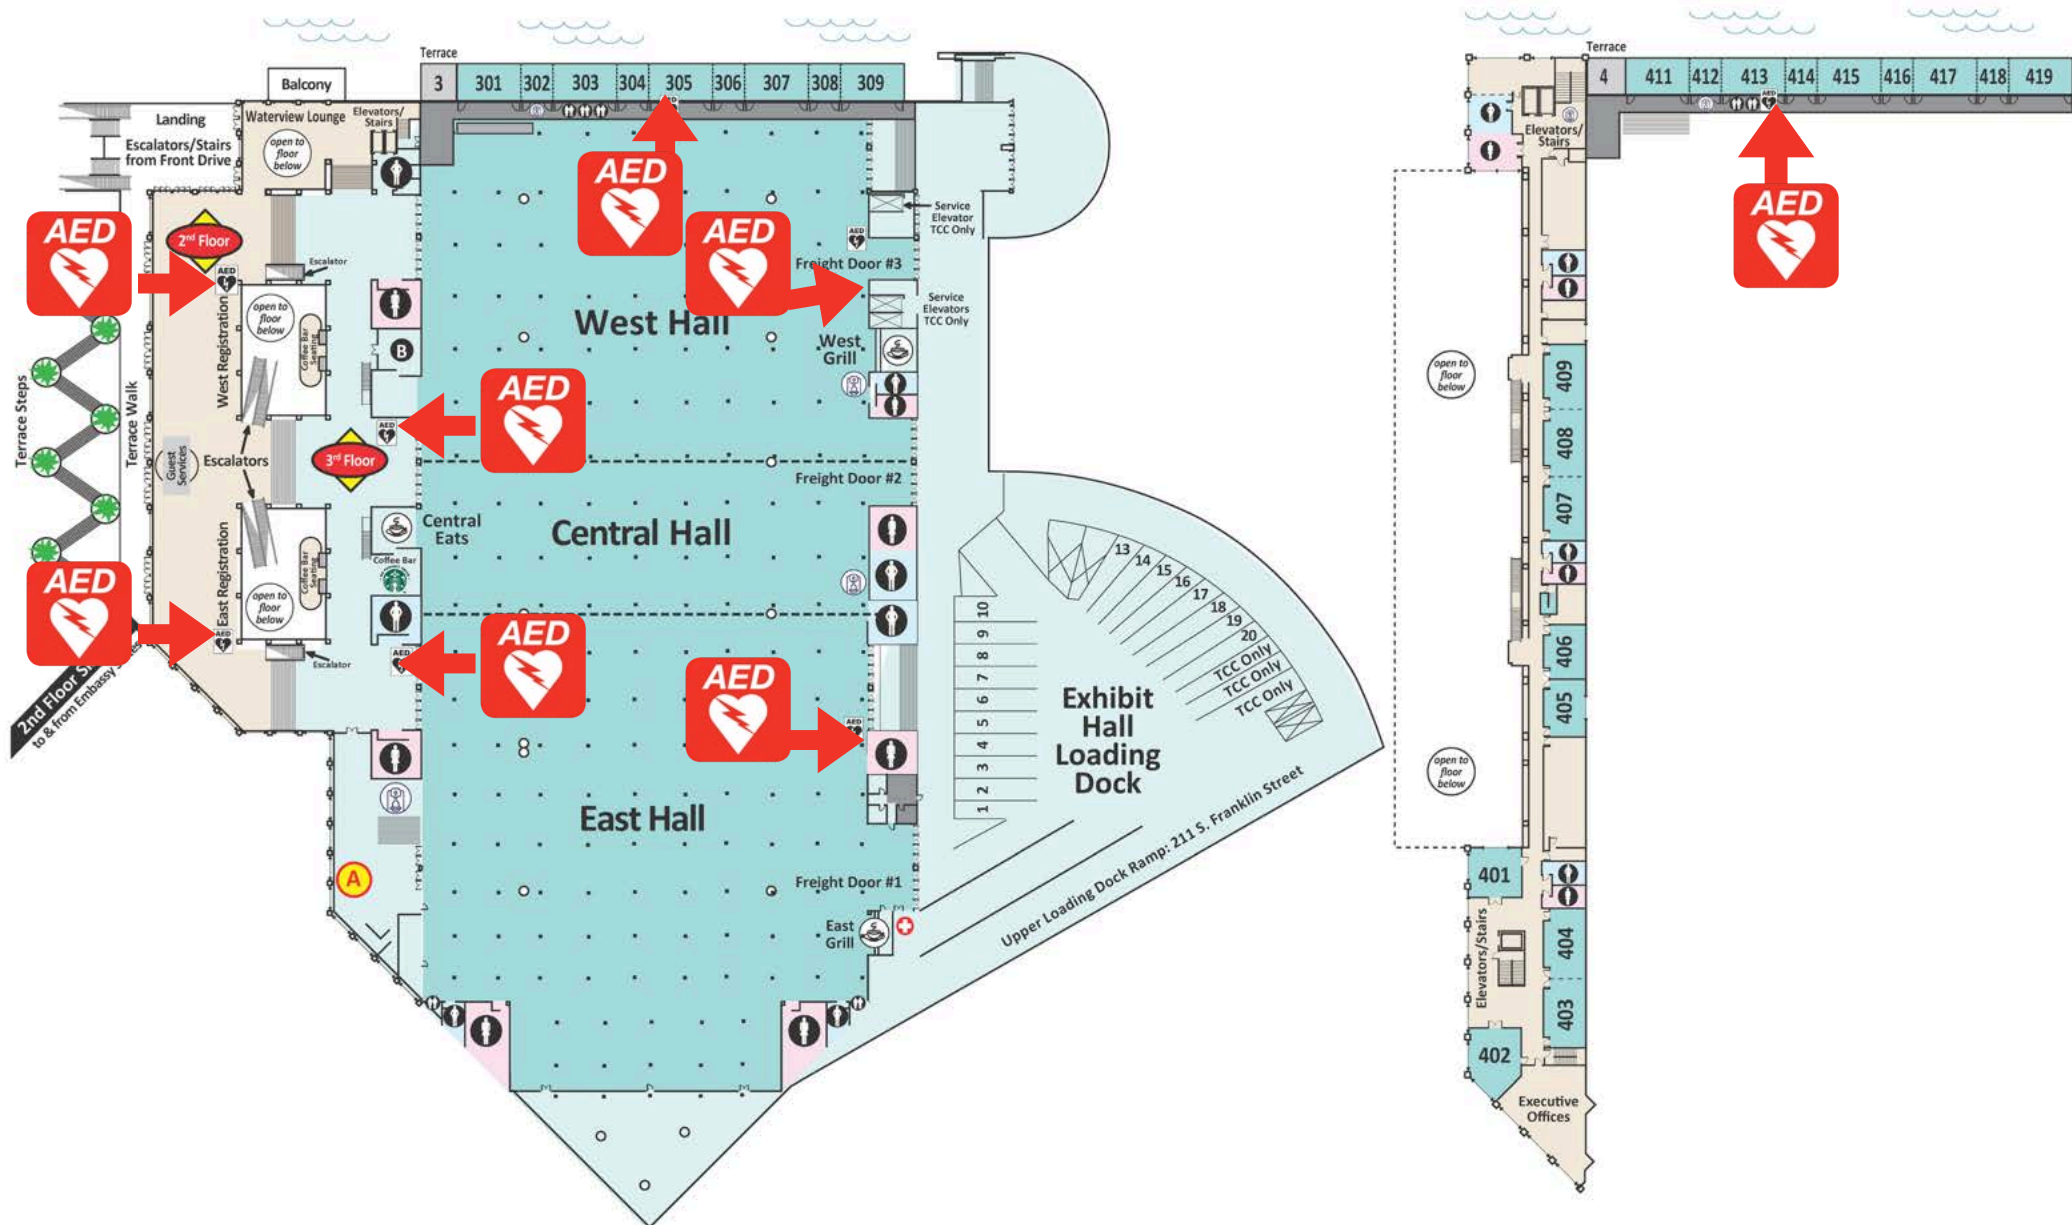 Terrace
3
301
302
303
304
305
306
307
308
309
Balcony
Landing
Escalators/Stairs
from Front Drive
Waterview Lounge
Elevators/
Stairs
open to
floor
below
AED
AED
AED
Service
Elevator
TCC Only
AED
2nd Floor
AED
AED
Escalator
Freight Door #3
West Registration
open to
floor
below
Coffee Bar
Seating
B
West Hall
Service
Elevators
TCC Only
West
Grill
Terrace Steps
Terrace Walk
AED
AED
Guest
Services
Escalators
3rd Floor
Freight Door #2
Central
Eats
Central Hall
Coffee Bar
East Registration
Coffee Bar
Seating
open to
floor
below
AED
AED
AED
AED
Escalator
2nd Floor S
to & from Embassy
AED
AED
East Hall
A
Freight Door #1
East
Grill
10
9
8
7
6
5
4
3
2
1
13
14
15
16
17
18
19
20
TCC Only
TCC Only
TCC Only
Exhibit
Hall
Loading
Dock
Upper Loading Dock Ramp: 211 S. Franklin Street
Terrace
4
411
412
413
414
415
416
417
418
419
AED
AED
Elevators/
Stairs
open to
floor
below
409
408
407
406
405
open to
floor
below
401
Elevators/Stairs
404
403
402
Executive
Offices